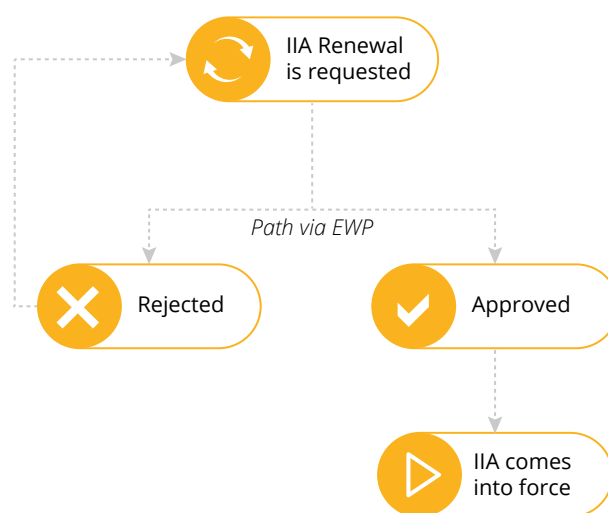 IIA Renewal
is requested
Path via EWP
Rejected
Approved
IIA comes
into force